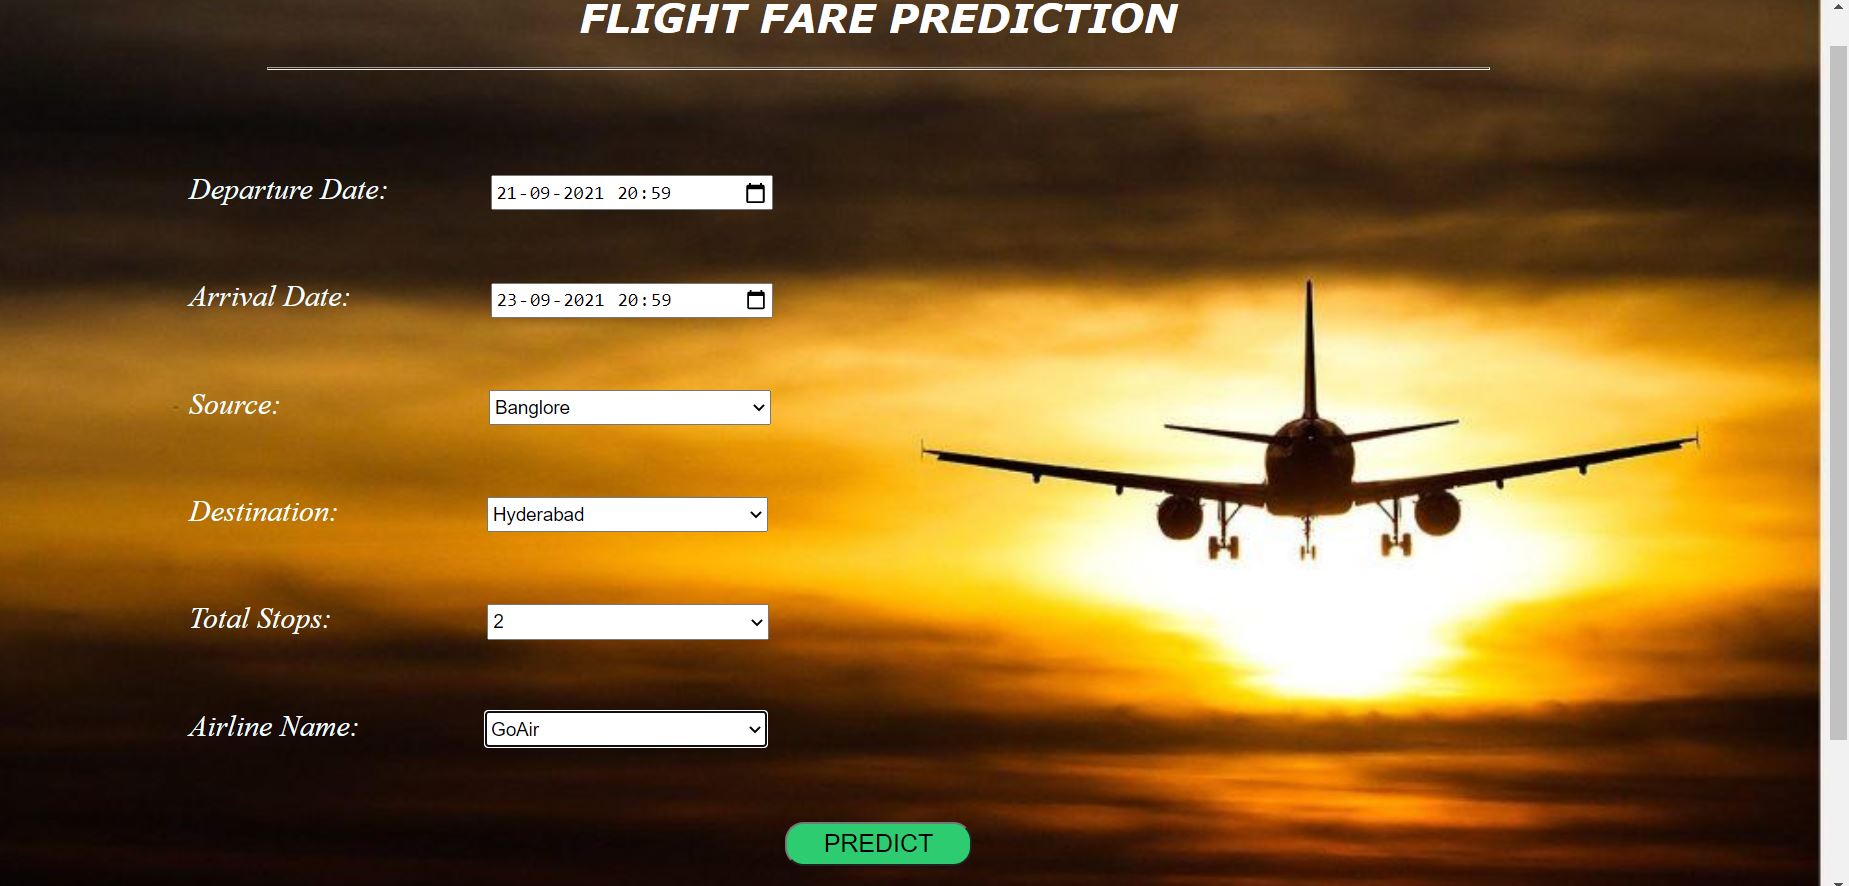 FLIGHT FARE PREDICTION
Departure Date: 21-09-2021 20:59
Arrival Date: 23-09-2021 20:59
Source: Banglore
Destination: Hyderabad
Total Stops: 2
Airline Name: GoAir
PREDICT